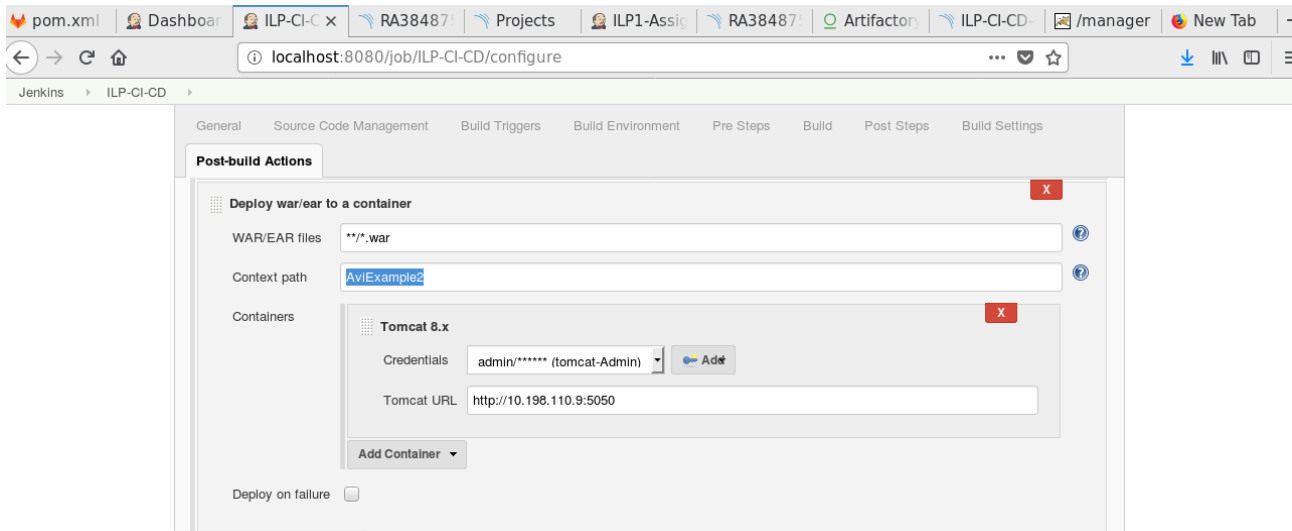 pom.xml Dashboar ILP-CI-C × RA384875 Projects ILP1-Assig RA384875 Artifactory ILP-CI-CD- /manager New Tab
localhost:8080/job/ILP-CI-CD/configure
Jenkins ILP-CI-CD
General Source Code Management Build Triggers Build Environment Pre Steps Build Post Steps Build Settings
Post-build Actions
X
Deploy war/ear to a container
WAR/EAR files **/*.war
Context path AviExample2
Containers
X
Tomcat 8.x
Credentials admin/****** (tomcat-Admin) Add
Tomcat URL http://10.198.110.9:5050
Add Container
Deploy on failure